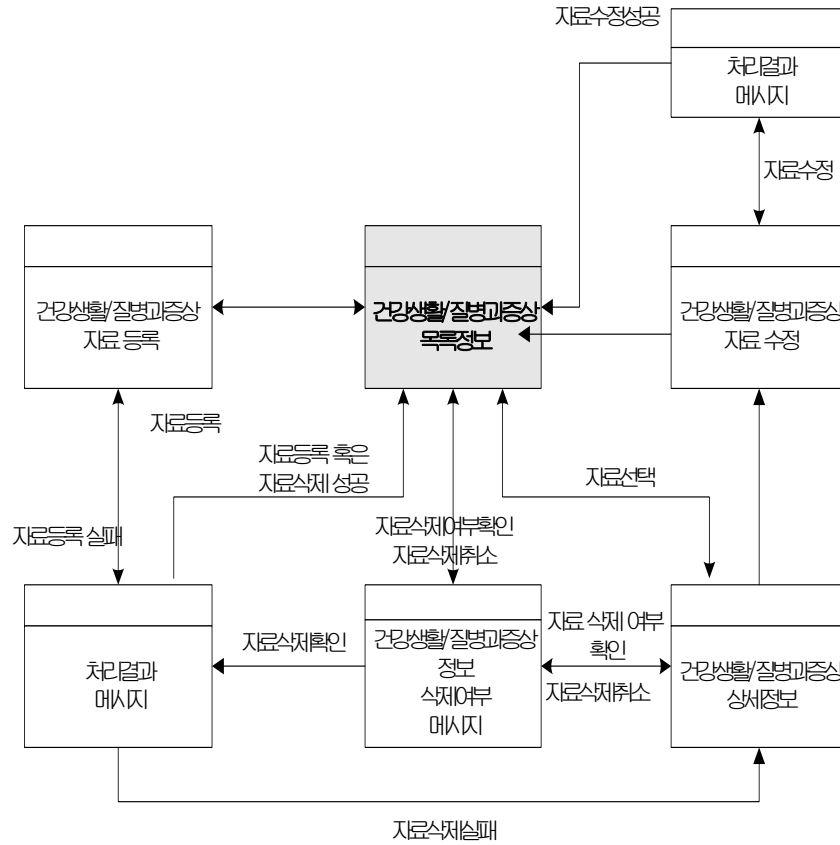 자료수정성공
처리결과
메시지
자료수정
건강생활/질병과증상
자료 등록
건강생활/질병과증상
목록정보
건강생활/질병과증상
자료 수정
자료등록
자료등록 혹은
자료삭제 성공
자료선택
자료등록 실패
자료삭제여부확인
자료삭제취소
처리결과
메시지
자료삭제확인
건강생활/질병과증상
정보
삭제여부
메시지
자료 삭제 여부
확인
자료삭제취소
건강생활/질병과증상
상세정보
자료삭제실패